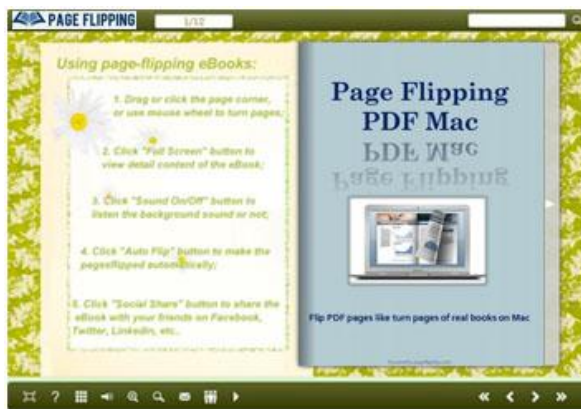 PAGE FLIPPING
1/12
Using page-flipping eBooks:
1. Drag or click the page corner,
or use mouse wheel to turn pages;
2. Click "Full Screen" button to
view detail content of the eBook;
3. Click "Sound On/Off" button to
listen the background sound or not;
4. Click "Auto Flip" button to make the
pagesflipped automatically;
5. Click "Social Share" button to share the
eBook with your friends on Facebook,
Twitter, Linkedin, etc..
Page Flipping
PDF Mac
PDF Mac
Page Flipping
Flip PDF pages like turn pages of real books on Mac